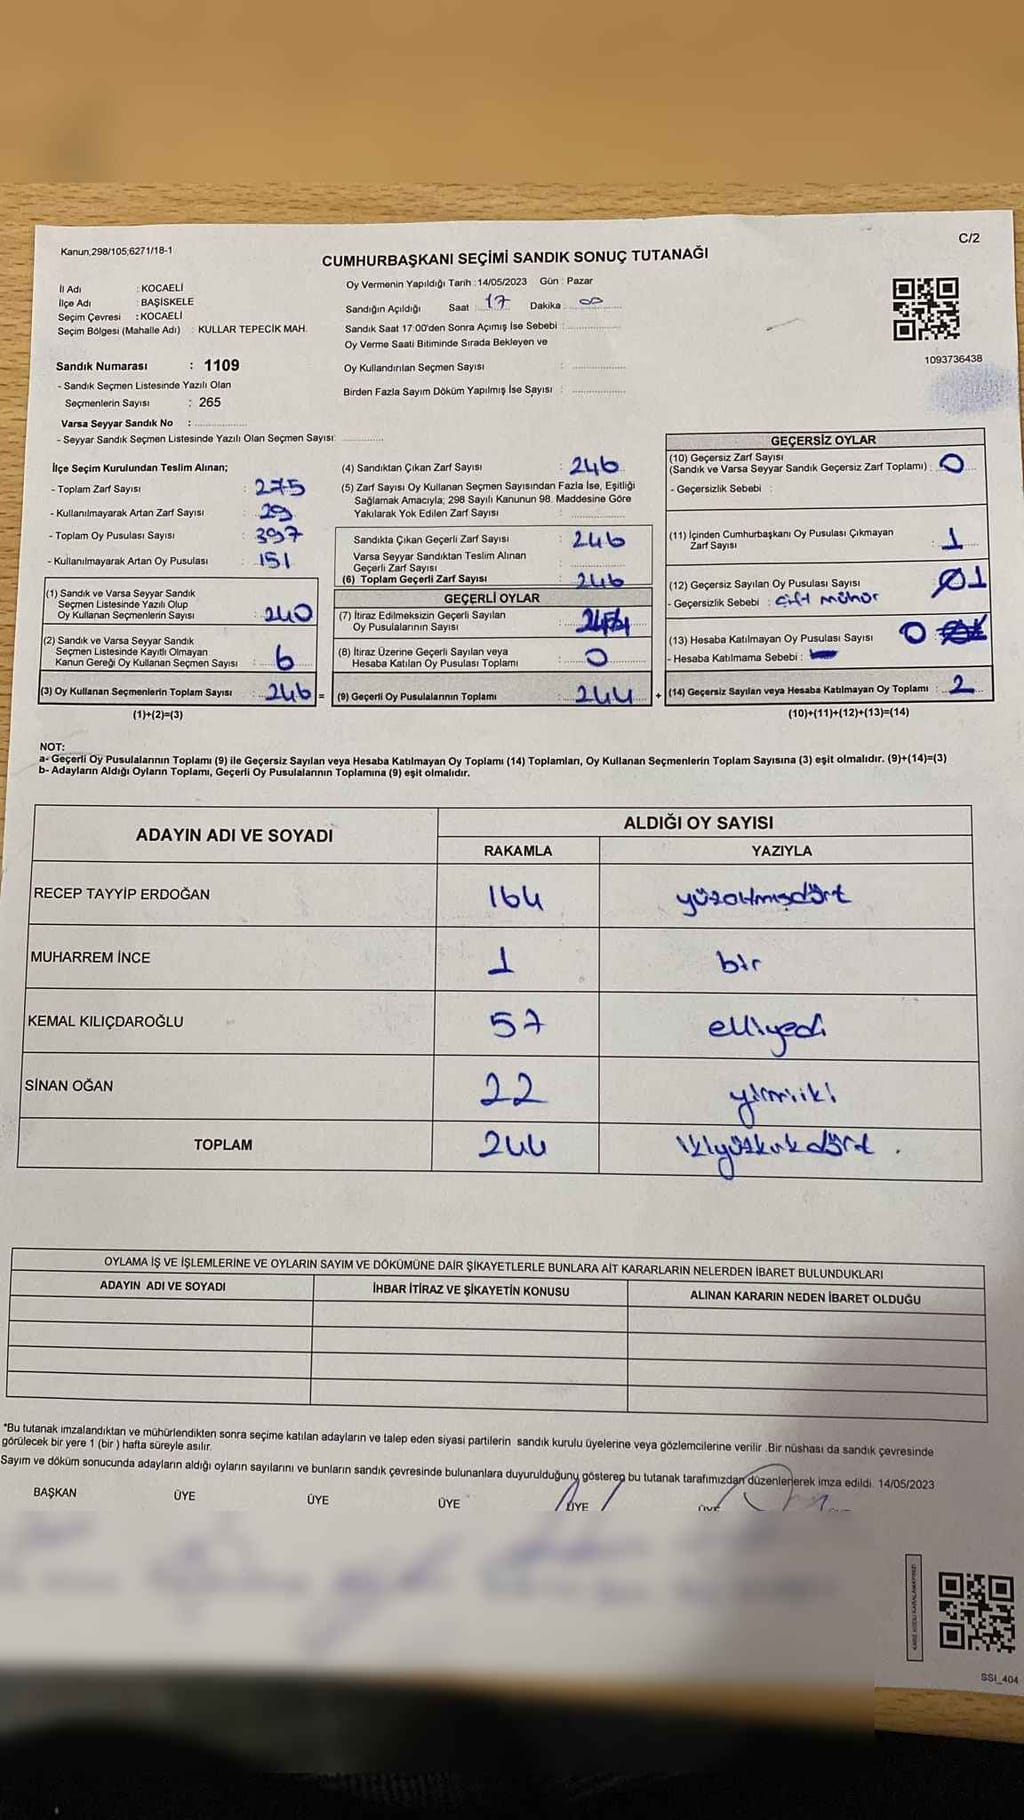 Kanun,298/105,6271/18-1
C/2
CUMHURBAŞKANI SEÇİMİ SANDIK SONUÇ TUTANAĞI
İl Adı : KOCAELİ
İlçe Adı : BAŞİSKELE
Seçim Çevresi : KOCAELİ
Seçim Bölgesi (Mahalle Adı) : KULLAR TEPECİK MAH.
Sandık Numarası : 1109
- Sandık Seçmen Listesinde Yazılı Olan
Seçmenlerin Sayısı : 265
Varsa Seyyar Sandık No :
- Seyyar Sandık Seçmen Listesinde Yazılı Olan Seçmen Sayısı:
Oy Vermenin Yapıldığı Tarih : 14/05/2023 Gün : Pazar
Sandığın Açıldığı Saat 17 Dakika 00
Sandık Saat 17:00'den Sonra Açımış İse Sebebi :
Oy Verme Saati Bitiminde Sırada Bekleyen ve
Oy Kullandırılan Seçmen Sayısı :
Birden Fazla Sayım Döküm Yapılmış İse Sayısı :
1093736438
İlçe Seçim Kurulundan Teslim Alınan;
- Toplam Zarf Sayısı : 275
- Kullanılmayarak Artan Zarf Sayısı : 29
- Toplam Oy Pusulası Sayısı : 397
- Kullanılmayarak Artan Oy Pusulası : 151
(1) Sandık ve Varsa Seyyar Sandık
Seçmen Listesinde Yazılı Olup
Oy Kullanan Seçmenlerin Sayısı : 240
(2) Sandık ve Varsa Seyyar Sandık
Seçmen Listesinde Kayıtlı Olmayan
Kanun Gereği Oy Kullanan Seçmen Sayısı : 6
(3) Oy Kullanan Seçmenlerin Toplam Sayısı : 246 =
(1)+(2)=(3)
(4) Sandıktan Çıkan Zarf Sayısı : 246
(5) Zarf Sayısı Oy Kullanan Seçmen Sayısından Fazla İse, Eşitliği
Sağlamak Amacıyla; 298 Sayılı Kanunun 98. Maddesine Göre
Yakılarak Yok Edilen Zarf Sayısı :
Sandıkta Çıkan Geçerli Zarf Sayısı : 246
Varsa Seyyar Sandıktan Teslim Alınan
Geçerli Zarf Sayısı :
(6) Toplam Geçerli Zarf Sayısı : 246
GEÇERLİ OYLAR
(7) İtiraz Edilmeksizin Geçerli Sayılan
Oy Pusulalarının Sayısı :
(8) İtiraz Üzerine Geçerli Sayılan veya
Hesaba Katılan Oy Pusulası Toplamı : 0
(9) Geçerli Oy Pusulalarının Toplamı : 244 +
GEÇERSİZ OYLAR
(10) Geçersiz Zarf Sayısı
(Sandık ve Varsa Seyyar Sandık Geçersiz Zarf Toplamı) : 0
- Geçersizlik Sebebi :
(11) İçinden Cumhurbaşkanı Oy Pusulası Çıkmayan
Zarf Sayısı : 1
(12) Geçersiz Sayılan Oy Pusulası Sayısı : 1
- Geçersizlik Sebebi : çift mühür
(13) Hesaba Katılmayan Oy Pusulası Sayısı : 0
- Hesaba Katılmama Sebebi :
(14) Geçersiz Sayılan veya Hesaba Katılmayan Oy Toplamı : 2
(10)+(11)+(12)+(13)=(14)
NOT:
a- Geçerli Oy Pusulalarının Toplamı (9) ile Geçersiz Sayılan veya Hesaba Katılmayan Oy Toplamı (14) Toplamları, Oy Kullanan Seçmenlerin Toplam Sayısına (3) eşit olmalıdır. (9)+(14)=(3)
b- Adayların Aldığı Oyların Toplamı, Geçerli Oy Pusulalarının Toplamına (9) eşit olmalıdır.
ADAYIN ADI VE SOYADI
ALDIĞI OY SAYISI
RAKAMLA YAZIYLA
RECEP TAYYİP ERDOĞAN 164 yüzaltmışdört
MUHARREM İNCE 1 bir
KEMAL KILIÇDAROĞLU 57 elliyedi
SİNAN OĞAN 22 yirmiiki
TOPLAM 244 ikiyüzkırkdört
OYLAMA İŞ VE İŞLEMLERİNE VE OYLARIN SAYIM VE DÖKÜMÜNE DAİR ŞİKAYETLERLE BUNLARA AİT KARARLARIN NELERDEN İBARET BULUNDUKLARI
ADAYIN ADI VE SOYADI İHBAR İTİRAZ VE ŞİKAYETİN KONUSU ALINAN KARARIN NEDEN İBARET OLDUĞU
*Bu tutanak imzalandıktan ve mühürlendikten sonra seçime katılan adayların ve talep eden siyasi partilerin sandık kurulu üyelerine veya gözlemcilerine verilir .Bir nüshası da sandık çevresinde
görülecek bir yere 1 (bir ) hafta süreyle asılır.
Sayım ve döküm sonucunda adayların aldığı oyların sayılarını ve bunların sandık çevresinde bulunanlara duyurulduğunu gösteren bu tutanak tarafımızdan düzenlenerek imza edildi. 14/05/2023
BAŞKAN ÜYE ÜYE ÜYE ÜYE ÜYE
SSI_404